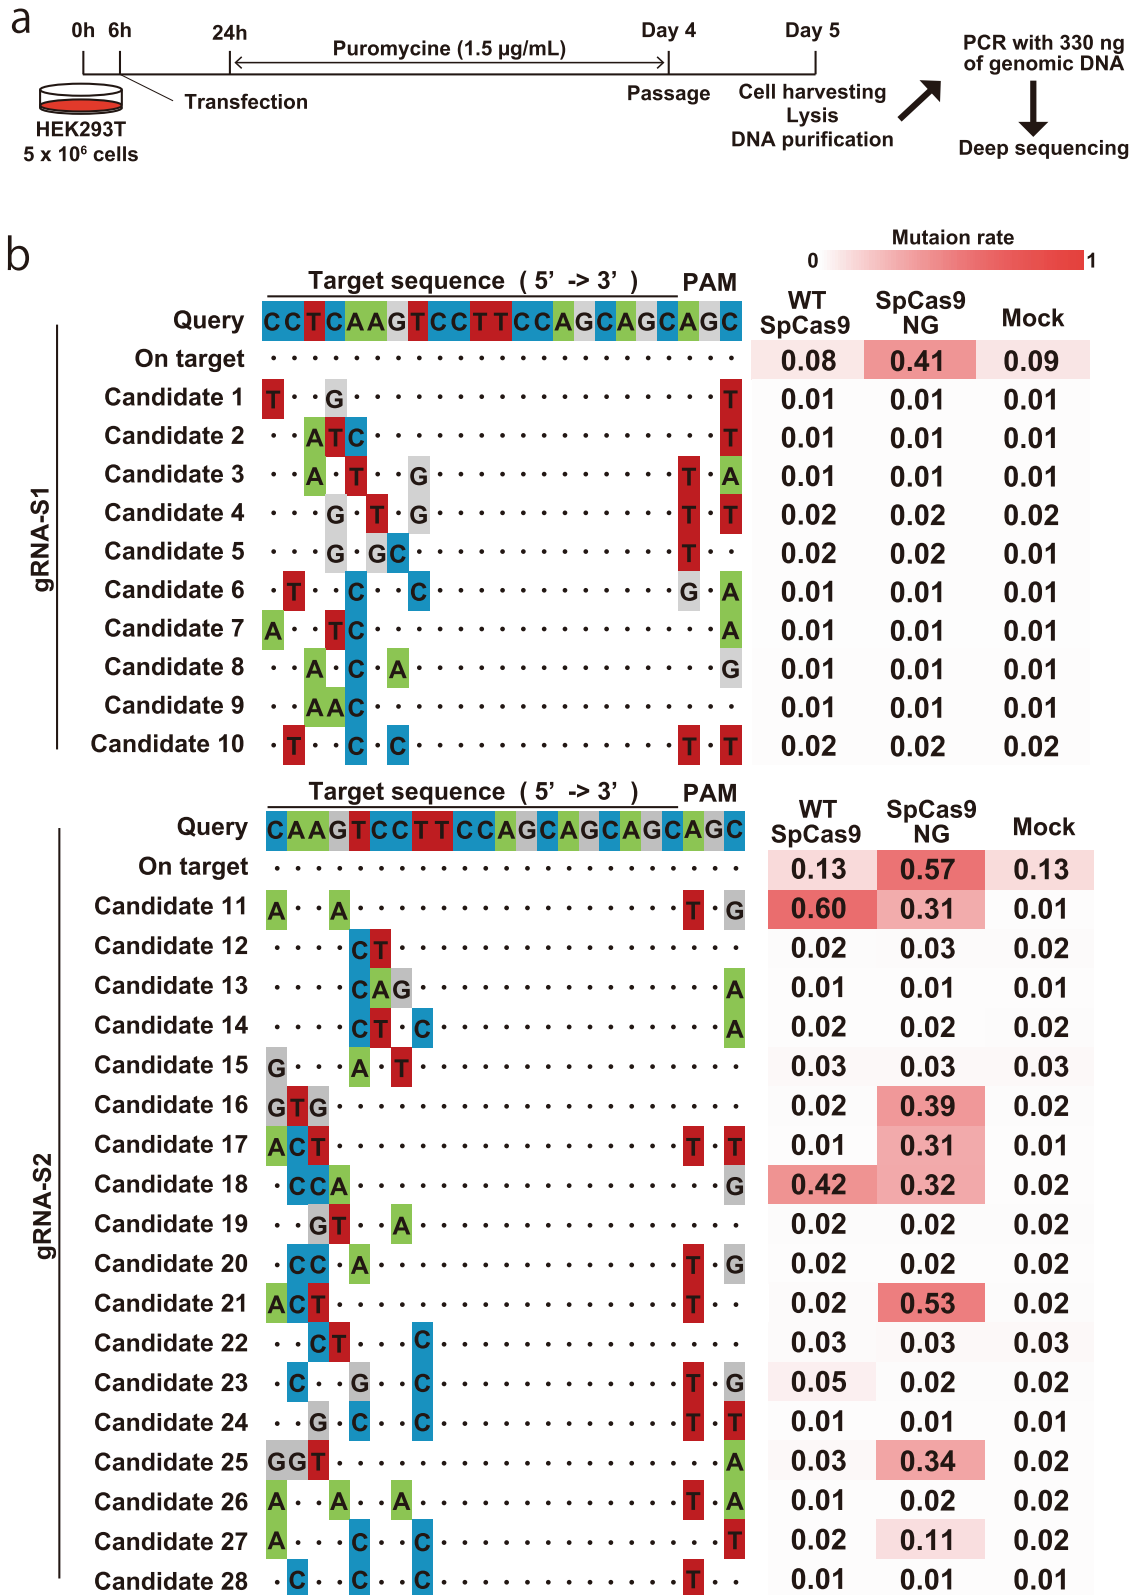 a
0h 6h 24h Puromycine (1.5 µg/mL) Day 4 Day 5
Transfection
Passage
HEK293T
5 x 10⁶ cells
Cell harvesting
Lysis
DNA purification
PCR with 330 ng
of genomic DNA
Deep sequencing
b
Mutaion rate
0 1
Target sequence ( 5’ -> 3’ ) PAM
WT SpCas9
SpCas9 NG
Mock
gRNA-S1
Query CCTCAAGTCCTTCCAGCAGCAGC
On target · · · · · · · · · · · · · · · · · · · · · · · 0.08 0.41 0.09
Candidate 1 T · · G · · · · · · · · · · · · · · · · · · T 0.01 0.01 0.01
Candidate 2 · · A T C · · · · · · · · · · · · · · · · · T 0.01 0.01 0.01
Candidate 3 · · A · T · · G · · · · · · · · · · · · T · A 0.01 0.01 0.01
Candidate 4 · · · G · T · G · · · · · · · · · · · · T · T 0.02 0.02 0.02
Candidate 5 · · · G · G C · · · · · · · · · · · · · T · · 0.02 0.02 0.01
Candidate 6 · T · · C · · C · · · · · · · · · · · · G · A 0.01 0.01 0.01
Candidate 7 A · · T C · · · · · · · · · · · · · · · · · A 0.01 0.01 0.01
Candidate 8 · · A · C · A · · · · · · · · · · · · · · · G 0.01 0.01 0.01
Candidate 9 · · A A C · · · · · · · · · · · · · · · · · · 0.01 0.01 0.01
Candidate 10 · T · · C · C · · · · · · · · · · · · · T · T 0.02 0.02 0.02
Target sequence ( 5’ -> 3’ ) PAM
WT SpCas9
SpCas9 NG
Mock
gRNA-S2
Query CAAGTCCTTCCAGCAGCAGCAGC
On target · · · · · · · · · · · · · · · · · · · · · · · 0.13 0.57 0.13
Candidate 11 A · · A · · · · · · · · · · · · · · · · T · G 0.60 0.31 0.01
Candidate 12 · · · · C T · · · · · · · · · · · · · · · · · 0.02 0.03 0.02
Candidate 13 · · · · C A G · · · · · · · · · · · · · · · A 0.01 0.01 0.01
Candidate 14 · · · · C T · C · · · · · · · · · · · · · · A 0.02 0.02 0.02
Candidate 15 G · · · A · T · · · · · · · · · · · · · · · · 0.03 0.03 0.03
Candidate 16 G T G · · · · · · · · · · · · · · · · · · · · 0.02 0.39 0.02
Candidate 17 A C T · · · · · · · · · · · · · · · · · T · T 0.01 0.31 0.01
Candidate 18 · C C A · · · · · · · · · · · · · · · · · · G 0.42 0.32 0.02
Candidate 19 · · G T · · A · · · · · · · · · · · · · · · · 0.02 0.02 0.02
Candidate 20 · C C · A · · · · · · · · · · · · · · · T · G 0.02 0.02 0.02
Candidate 21 A C T · · · · · · · · · · · · · · · · · T · · 0.02 0.53 0.02
Candidate 22 · · C T · · · C · · · · · · · · · · · · · · · 0.03 0.03 0.03
Candidate 23 · C · · G · · C · · · · · · · · · · · · T · G 0.05 0.02 0.02
Candidate 24 · · G · C · · C · · · · · · · · · · · · T · T 0.01 0.01 0.01
Candidate 25 G G T · · · · · · · · · · · · · · · · · · · A 0.03 0.34 0.02
Candidate 26 A · · A · · A · · · · · · · · · · · · · T · A 0.01 0.02 0.02
Candidate 27 A · · · C · · C · · · · · · · · · · · · · · T 0.02 0.11 0.02
Candidate 28 · C · · C · · C · · · · · · · · · · · · T · · 0.01 0.01 0.01